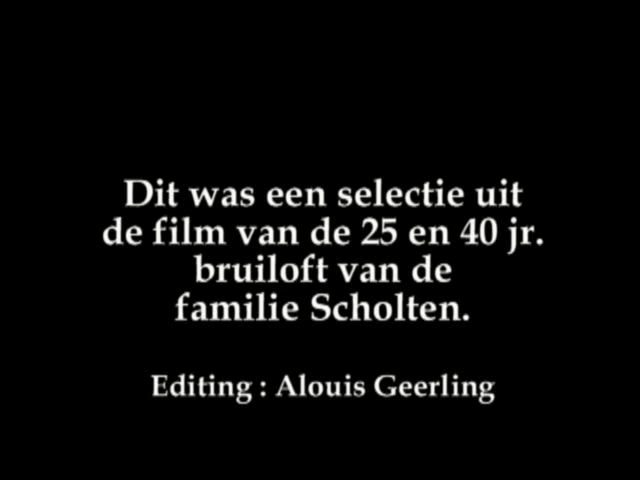 Dit was een selectie uit
de film van de 25 en 40 jr.
bruiloft van de
familie Scholten.
Editing : Alouis Geerling